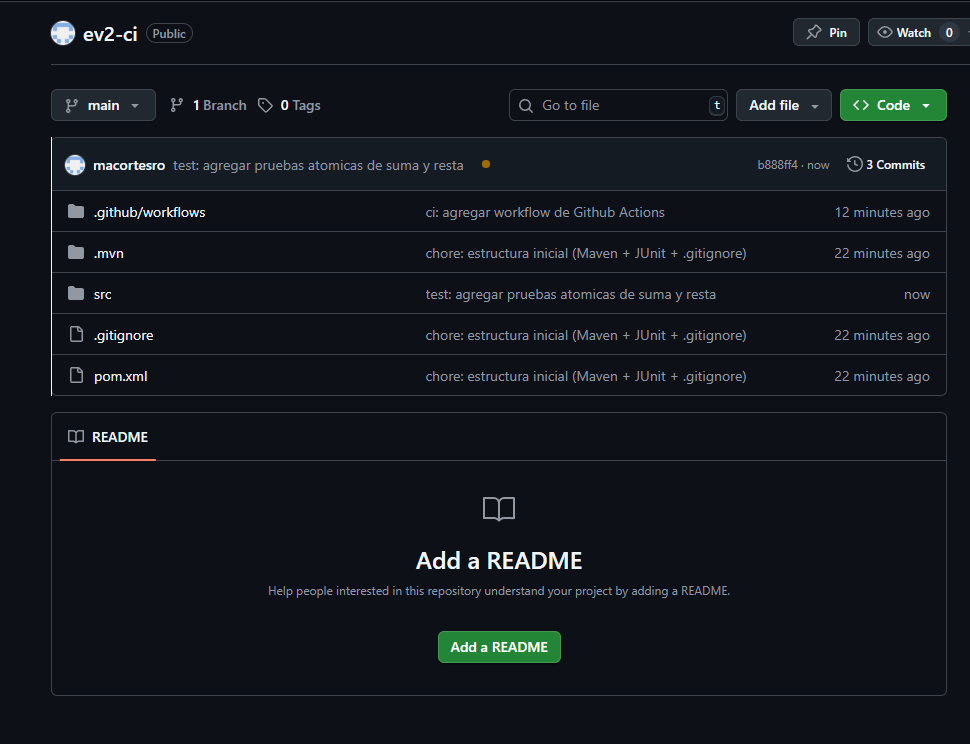 ev2-ci Public Pin Watch 0
main 1 Branch 0 Tags Go to file t Add file Code
macortesro test: agregar pruebas atomicas de suma y resta b888ff4 · now 3 Commits
.github/workflows ci: agregar workflow de Github Actions 12 minutes ago
.mvn chore: estructura inicial (Maven + JUnit + .gitignore) 22 minutes ago
src test: agregar pruebas atomicas de suma y resta now
.gitignore chore: estructura inicial (Maven + JUnit + .gitignore) 22 minutes ago
pom.xml chore: estructura inicial (Maven + JUnit + .gitignore) 22 minutes ago
README
Add a README
Help people interested in this repository understand your project by adding a README.
Add a README